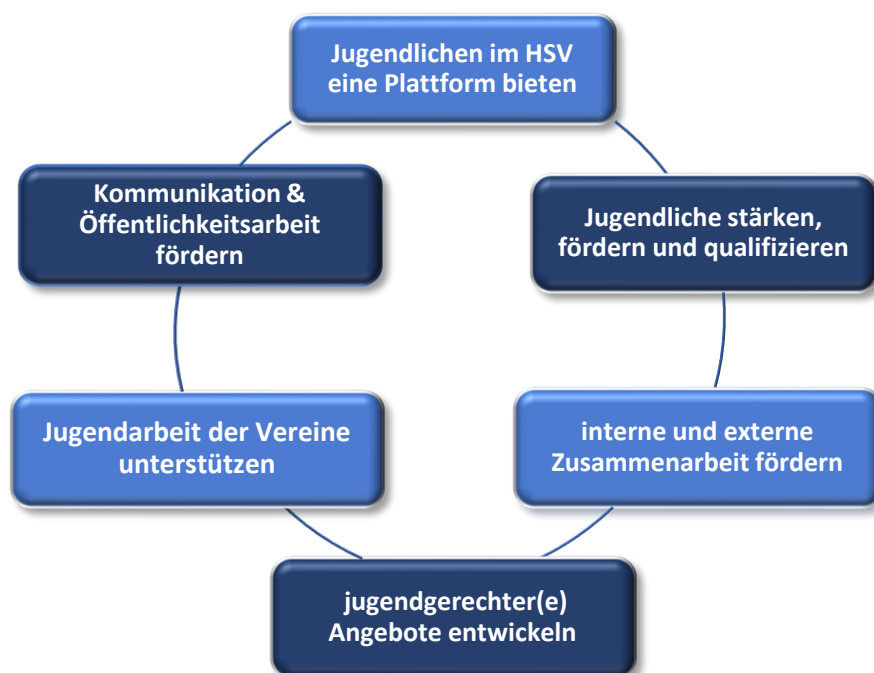 Jugendlichen im HSV
eine Plattform bieten
Kommunikation &
Öffentlichkeitsarbeit
fördern
Jugendliche stärken,
fördern und qualifizieren
Jugendarbeit der Vereine
unterstützen
interne und externe
Zusammenarbeit fördern
jugendgerechter(e)
Angebote entwickeln